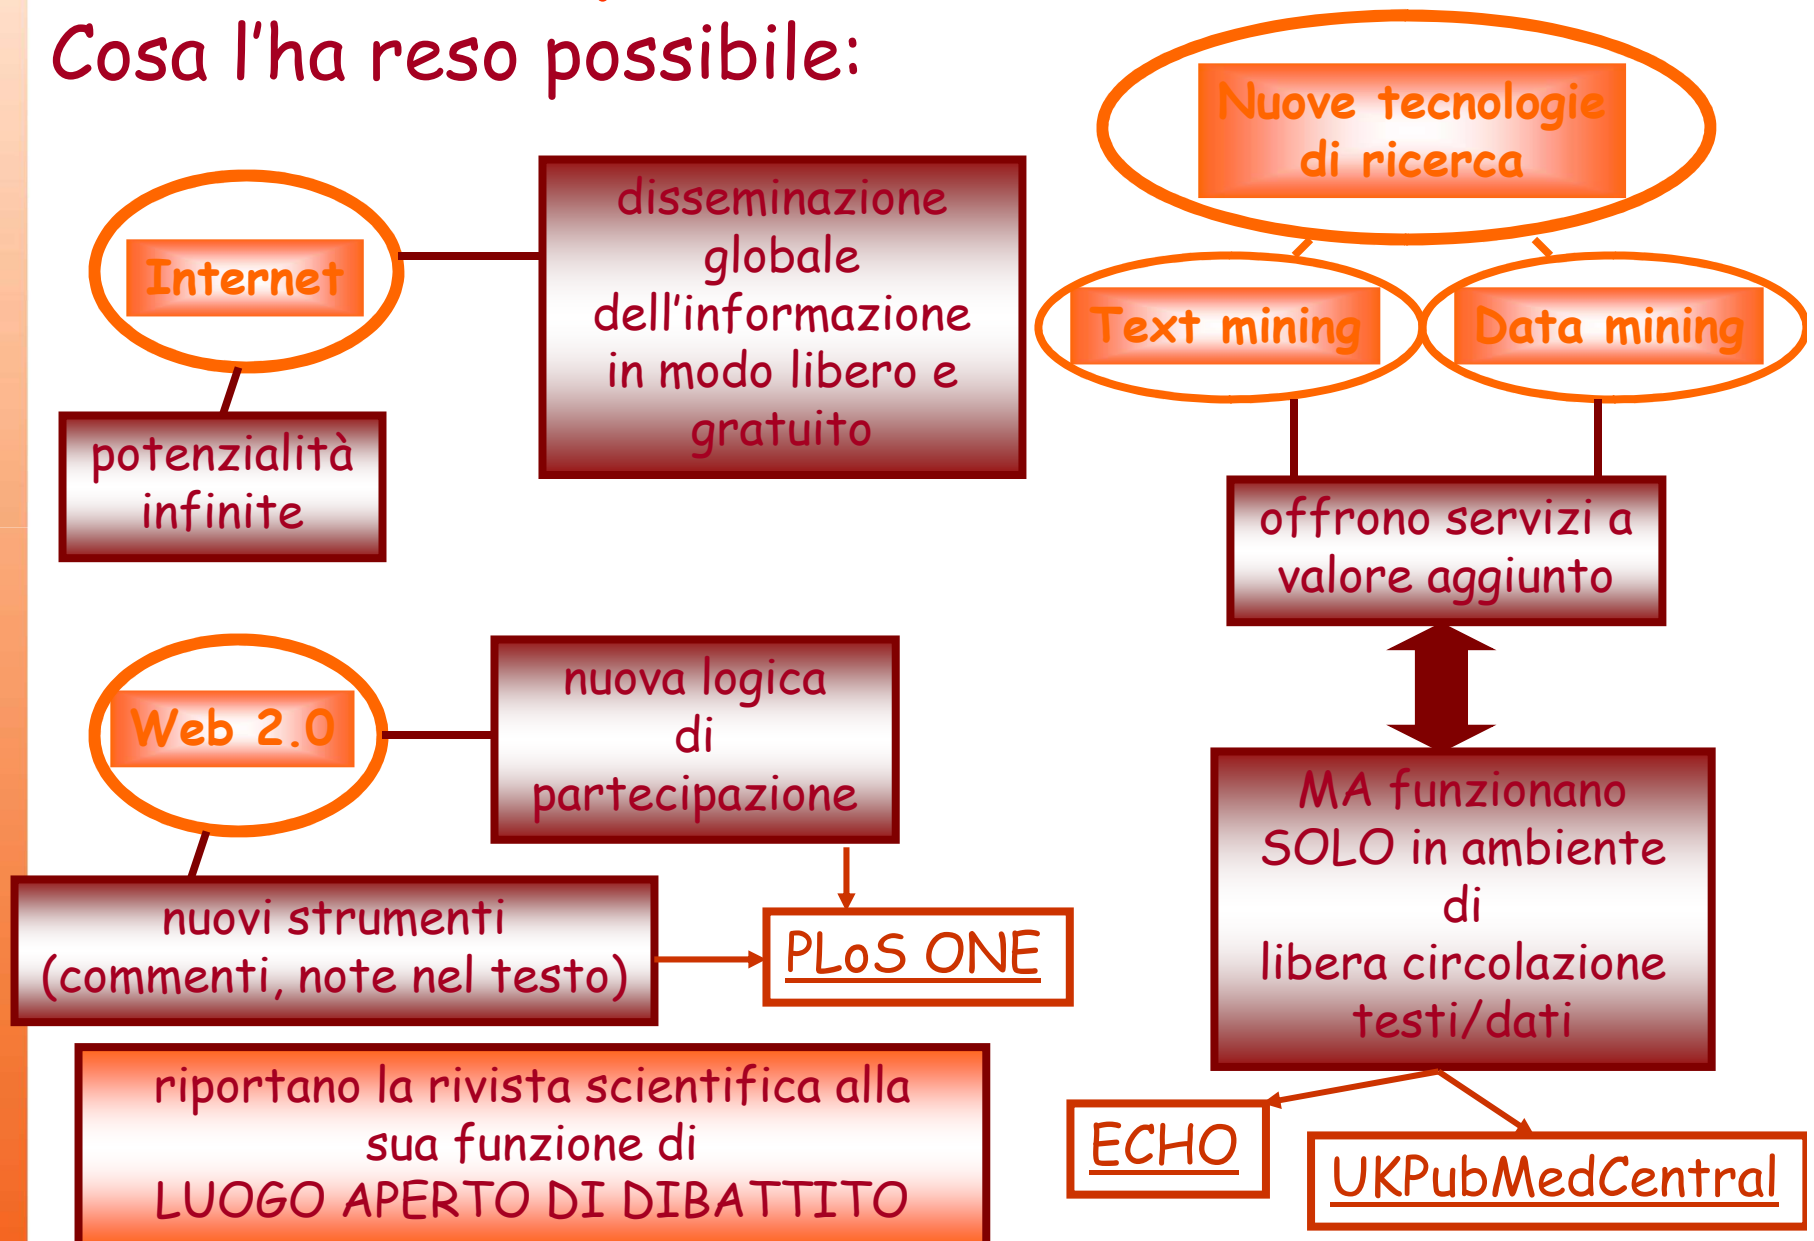 Cosa l'ha reso possibile:
Internet
disseminazione
globale
dell'informazione
in modo libero e
gratuito
potenzialità
infinite
Web 2.0
nuova logica
di
partecipazione
nuovi strumenti
(commenti, note nel testo)
PLoS ONE
riportano la rivista scientifica alla
sua funzione di
LUOGO APERTO DI DIBATTITO
Nuove tecnologie
di ricerca
Text mining
Data mining
offrono servizi a
valore aggiunto
MA funzionano
SOLO in ambiente
di
libera circolazione
testi/dati
ECHO
UKPubMedCentral